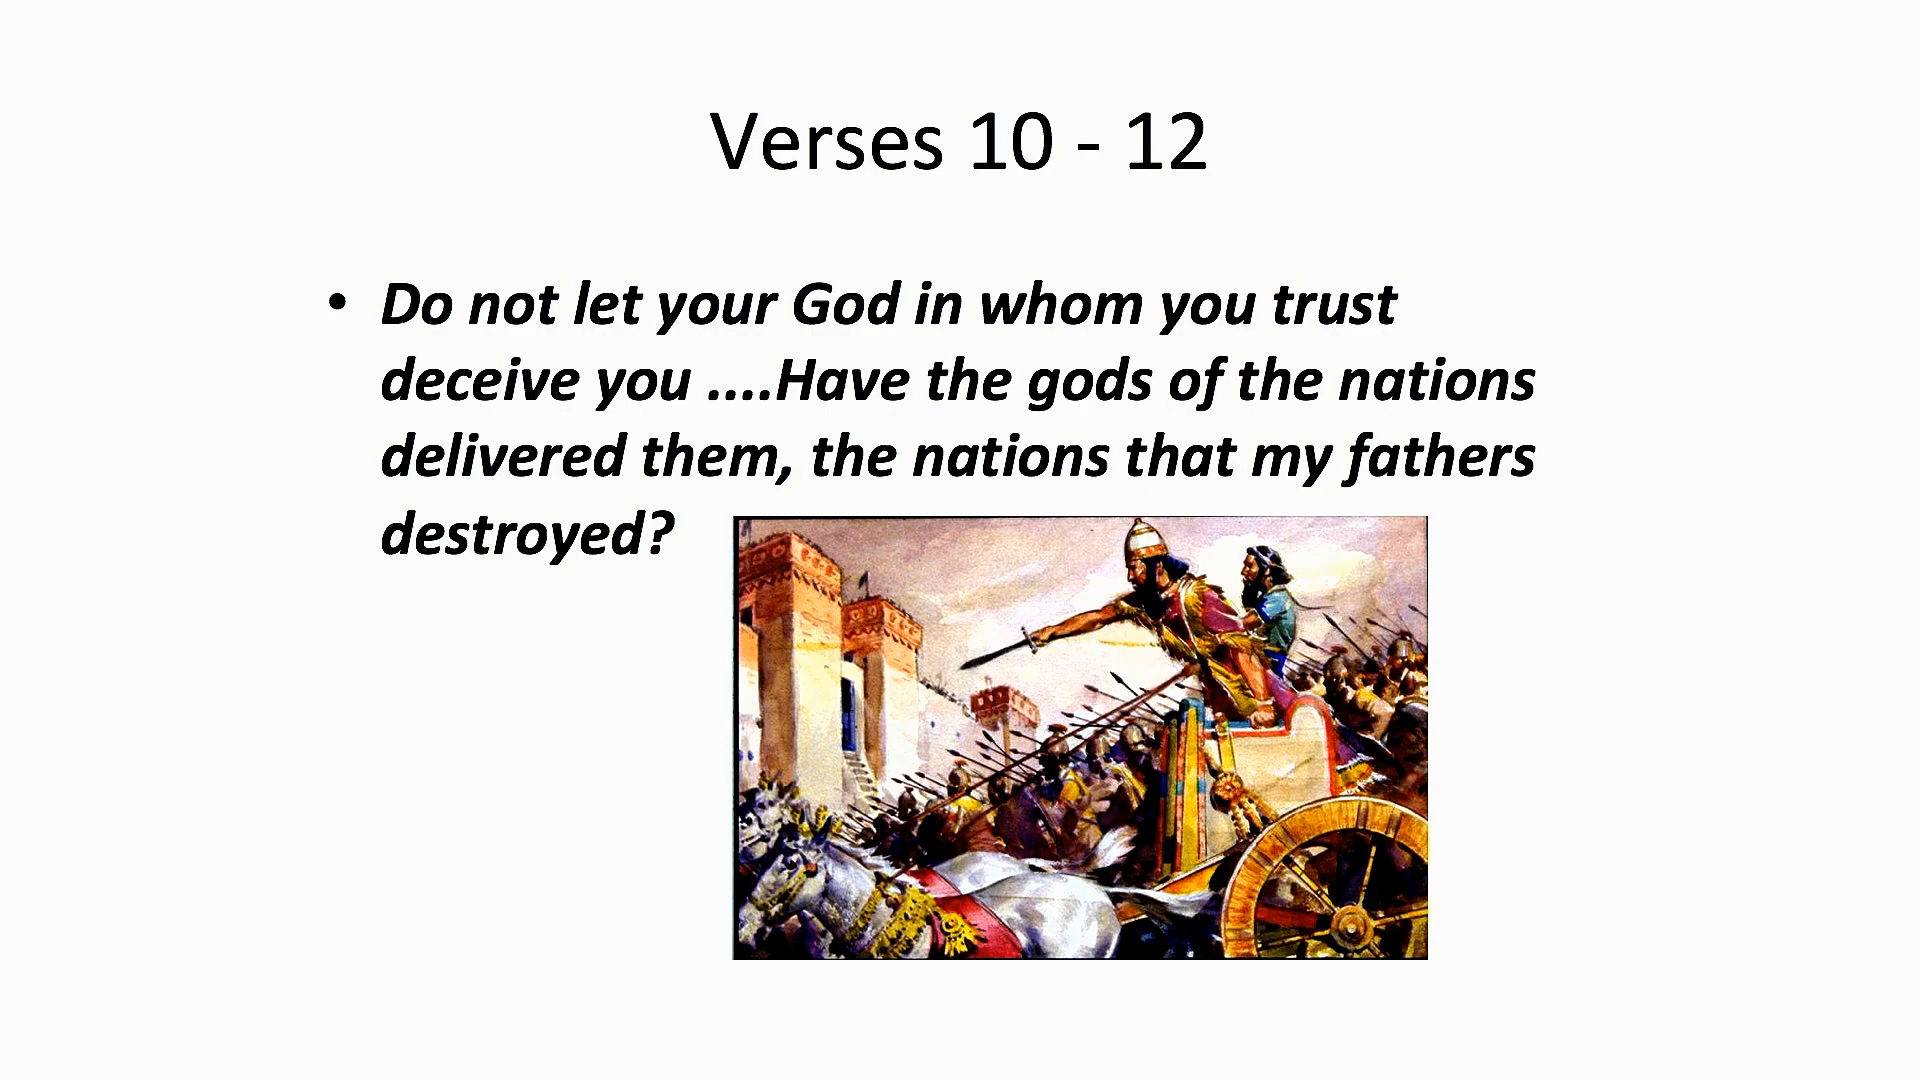 Verses 10 - 12
• Do not let your God in whom you trust
deceive you ....Have the gods of the nations
delivered them, the nations that my fathers
destroyed?